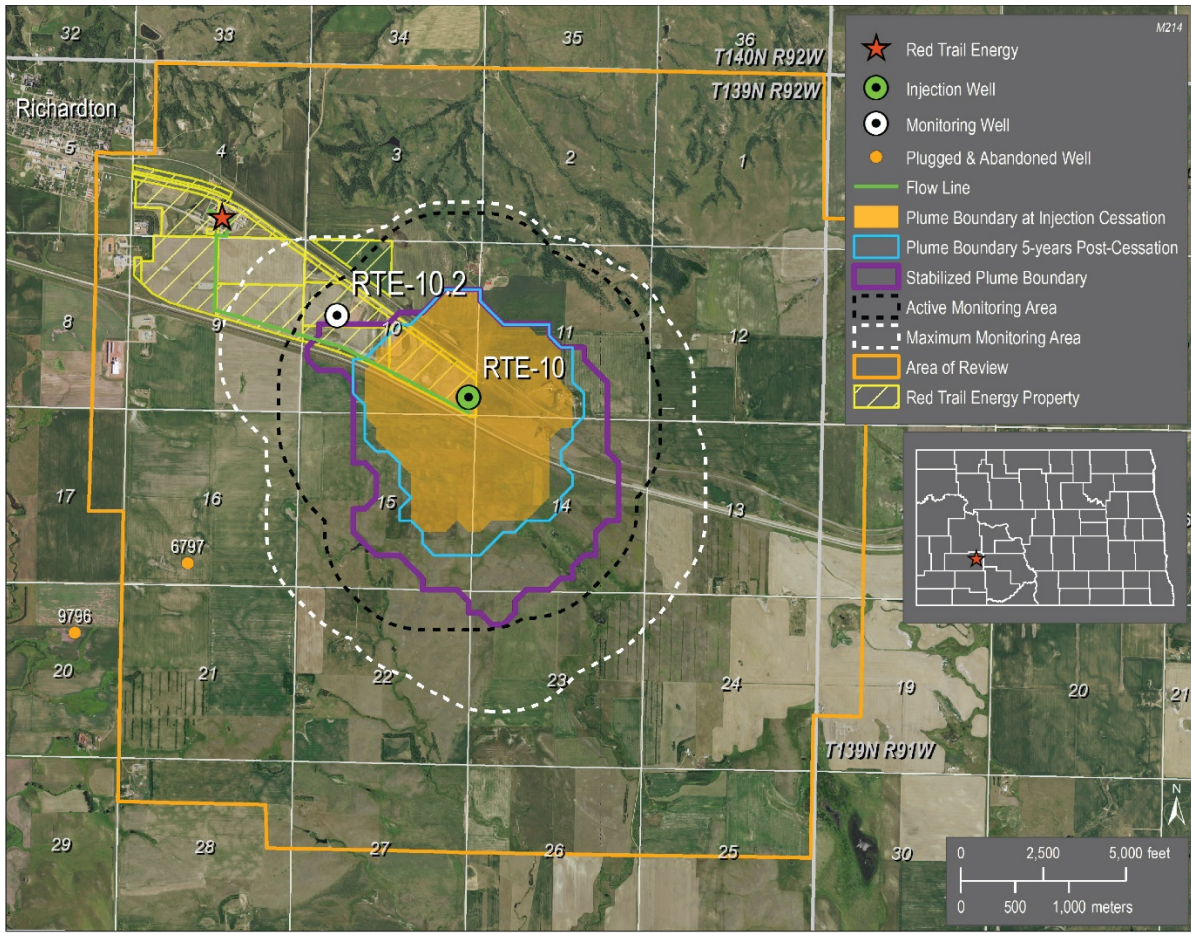 32
33
34
35
36
T140N R92W
T139N R92W
Richardton
5
4
3
2
1
8
9
RTE-10.2
10
11
12
RTE-10
17
16
15
14
13
6797
9796
20
21
22
23
24
19
20
21
T139N R91W
29
28
27
26
25
30
M214
Red Trail Energy
Injection Well
Monitoring Well
Plugged & Abandoned Well
Flow Line
Plume Boundary at Injection Cessation
Plume Boundary 5-years Post-Cessation
Stabilized Plume Boundary
Active Monitoring Area
Maximum Monitoring Area
Area of Review
Red Trail Energy Property
N
0 2,500 5,000 feet
0 500 1,000 meters